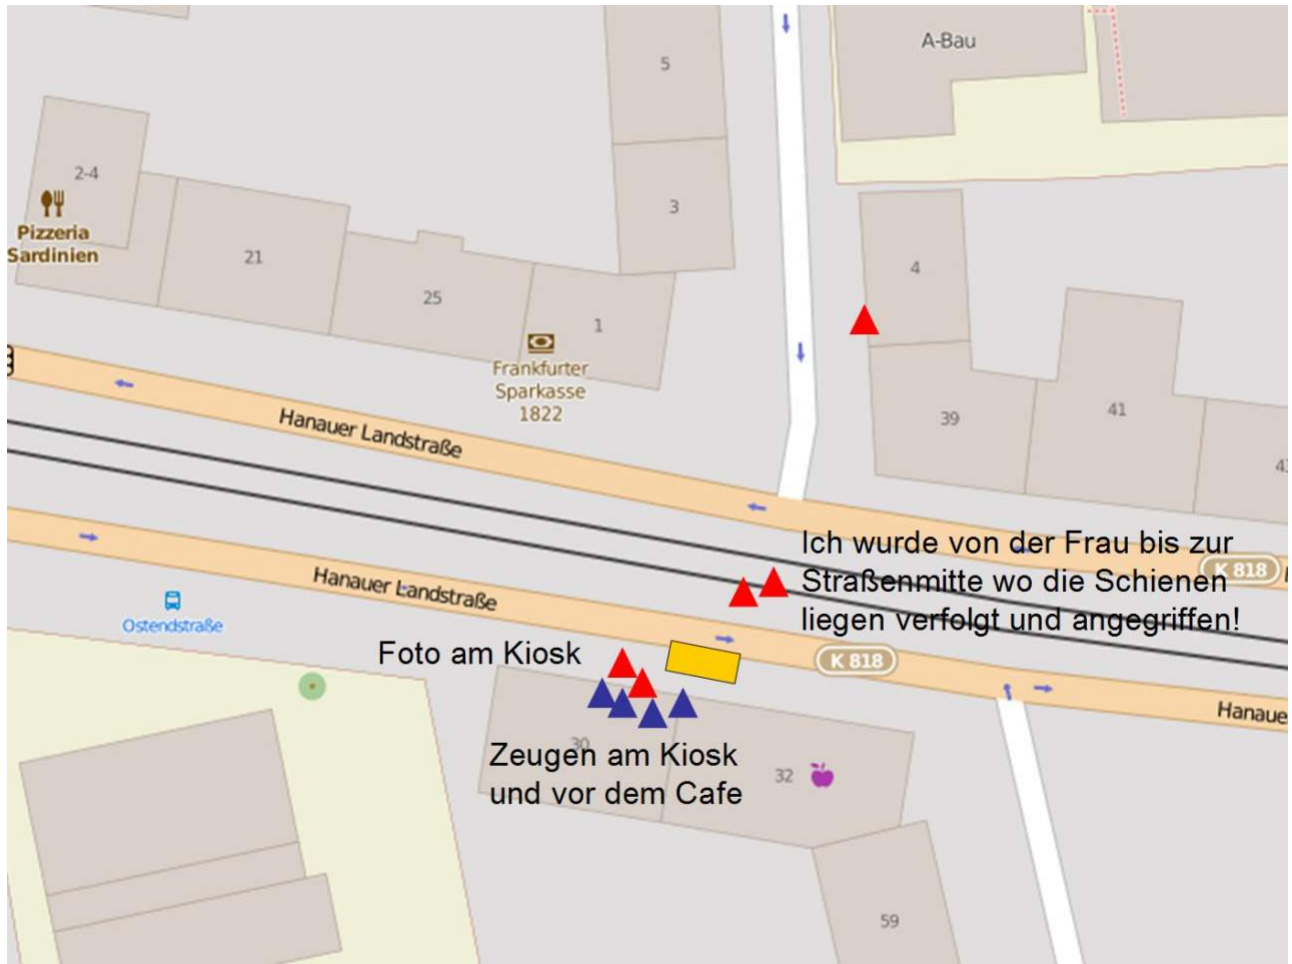 A-Bau
5
2-4
Pizzeria
Sardinien
3
21
4
25
1
Frankfurter
Sparkasse
1822
39
41
Hanauer Landstraße
Ich wurde von der Frau bis zur
Straßenmitte wo die Schienen
liegen verfolgt und angegriffen!
K 818
Hanauer Landstraße
Ostendstraße
Foto am Kiosk
K 818
Hanaue
30
Zeugen am Kiosk
und vor dem Cafe
32
59